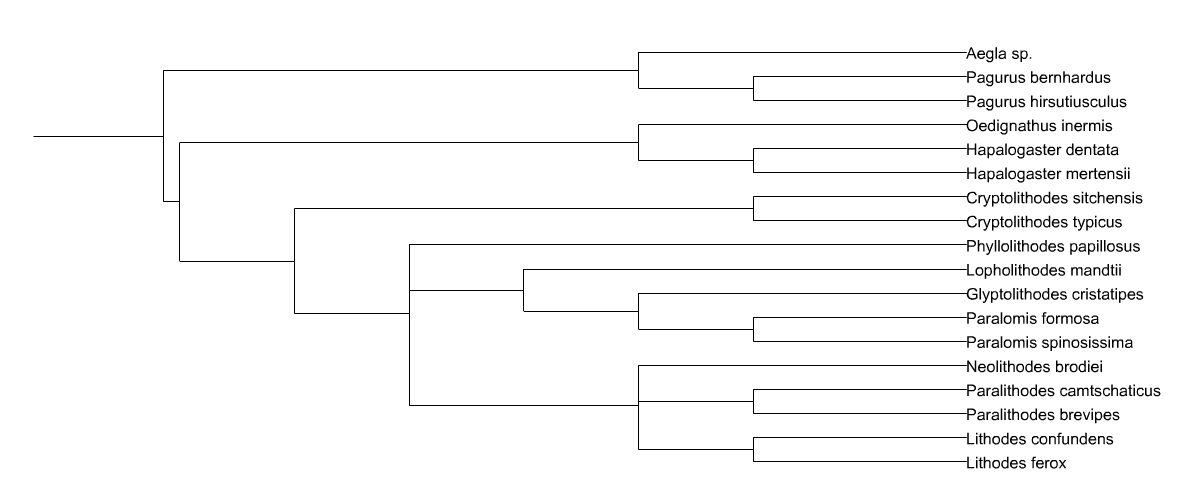 Aegla sp.
Pagurus bernhardus
Pagurus hirsutiusculus
Oedignathus inermis
Hapalogaster dentata
Hapalogaster mertensii
Cryptolithodes sitchensis
Cryptolithodes typicus
Phyllolithodes papillosus
Lopholithodes mandtii
Glyptolithodes cristatipes
Paralomis formosa
Paralomis spinosissima
Neolithodes brodiei
Paralithodes camtschaticus
Paralithodes brevipes
Lithodes confundens
Lithodes ferox